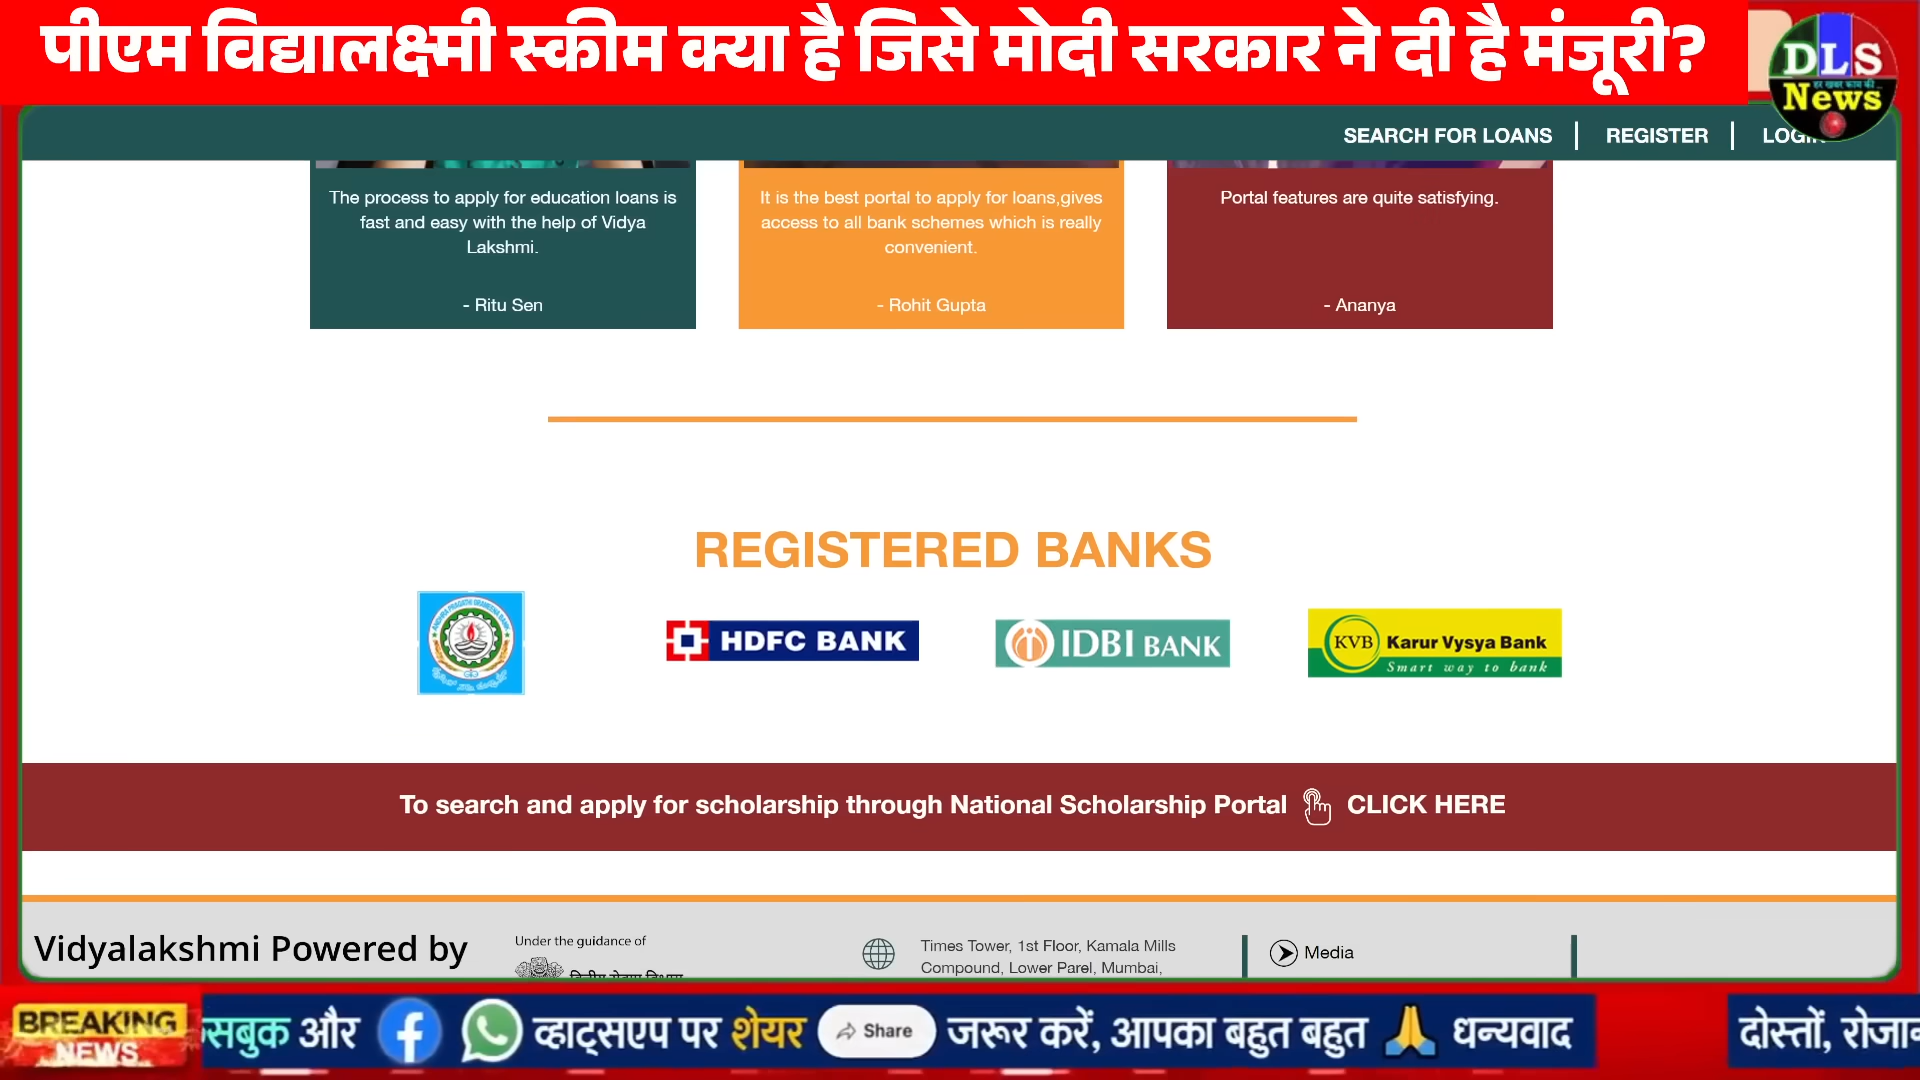 पीएम विद्यालक्ष्मी स्कीम क्या है जिसे मोदी सरकार ने दी है मंजूरी?
DLS
हर खबर काम की...
News
SEARCH FOR LOANS
REGISTER
The process to apply for education loans is
fast and easy with the help of Vidya
Lakshmi.
- Ritu Sen
It is the best portal to apply for loans,gives
access to all bank schemes which is really
convenient.
- Rohit Gupta
Portal features are quite satisfying.
- Ananya
REGISTERED BANKS
HDFC BANK
IDBI BANK
KVB
Karur Vysya Bank
Smart way to bank
To search and apply for scholarship through National Scholarship Portal
CLICK HERE
Vidyalakshmi Powered by
Under the guidance of
Times Tower, 1st Floor, Kamala Mills
Compound, Lower Parel, Mumbai,
Media
BREAKING
NEWS
और व्हाट्सएप पर शेयर Share जरूर करें, आपका बहुत बहुत धन्यवाद
दोस्तों,